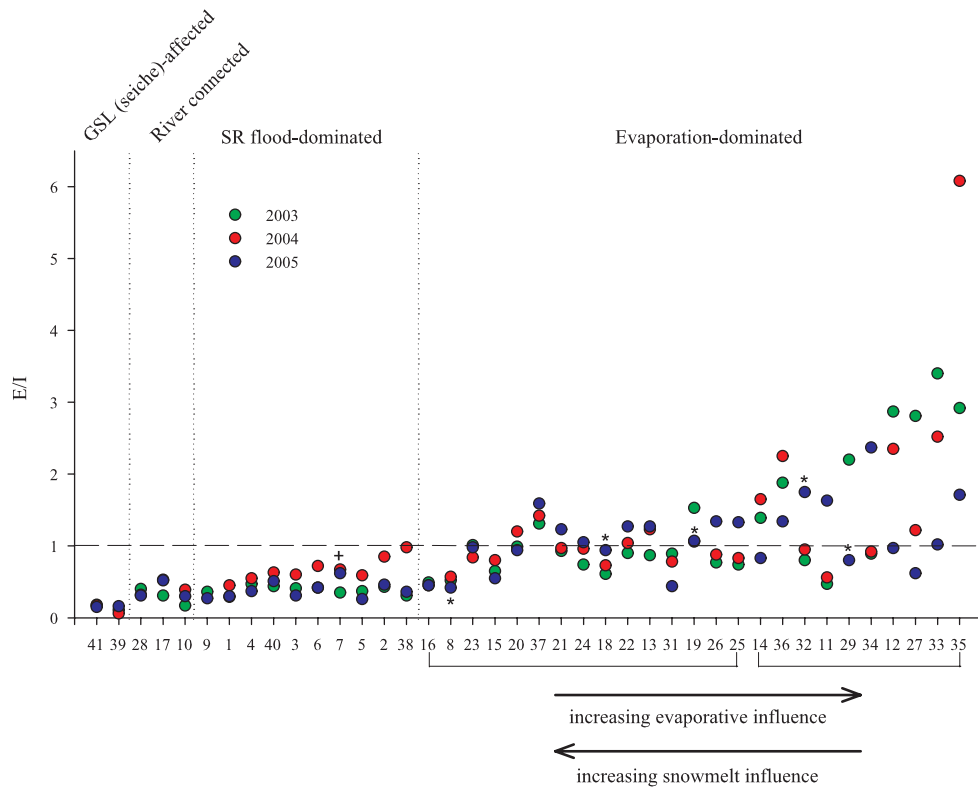 GSL (seiche)-affected
River connected
SR flood-dominated
Evaporation-dominated
6
2003
2004
2005
5
4
E/I
3
2
*
+
*
*
*
1
*
0
41 39 28 17 10 9 1 4 40 3 6 7 5 2 38 16 8 23 15 20 37 21 24 18 22 13 31 19 26 25 14 36 32 11 29 34 12 27 33 35
increasing evaporative influence
increasing snowmelt influence